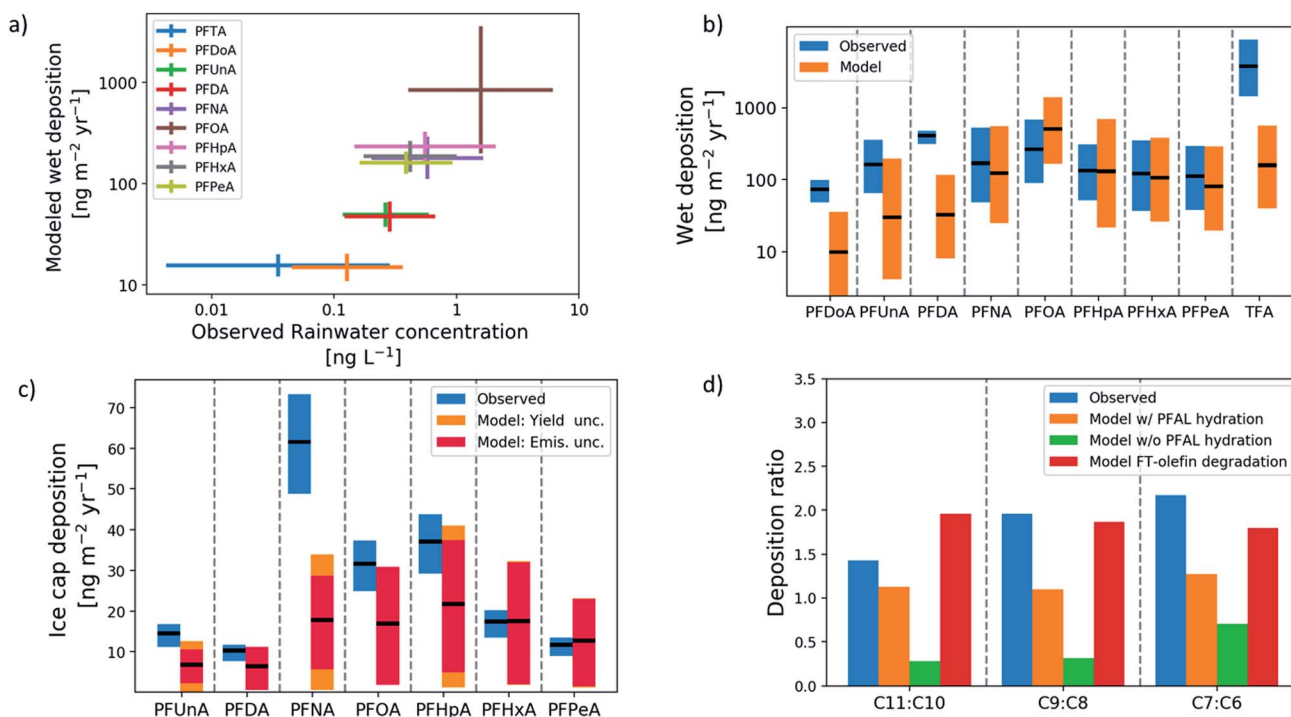 a)
PFTA
PFDoA
PFUnA
PFDA
PFNA
PFOA
PFHpA
PFHxA
PFPeA
Modeled wet deposition
[ng m⁻² yr⁻¹]
1000
100
10
0.01 0.1 1 10
Observed Rainwater concentration
[ng L⁻¹]
b)
Observed
Model
Wet deposition
[ng m⁻² yr⁻¹]
1000
100
10
PFDoA PFUnA PFDA PFNA PFOA PFHpA PFHxA PFPeA TFA
c)
Observed
Model: Yield unc.
Model: Emis. unc.
Ice cap deposition
[ng m⁻² yr⁻¹]
70
60
50
40
30
20
10
PFUnA PFDA PFNA PFOA PFHpA PFHxA PFPeA
d)
Observed
Model w/ PFAL hydration
Model w/o PFAL hydration
Model FT-olefin degradation
Deposition ratio
3.5
3.0
2.5
2.0
1.5
1.0
0.5
0.0
C11:C10 C9:C8 C7:C6